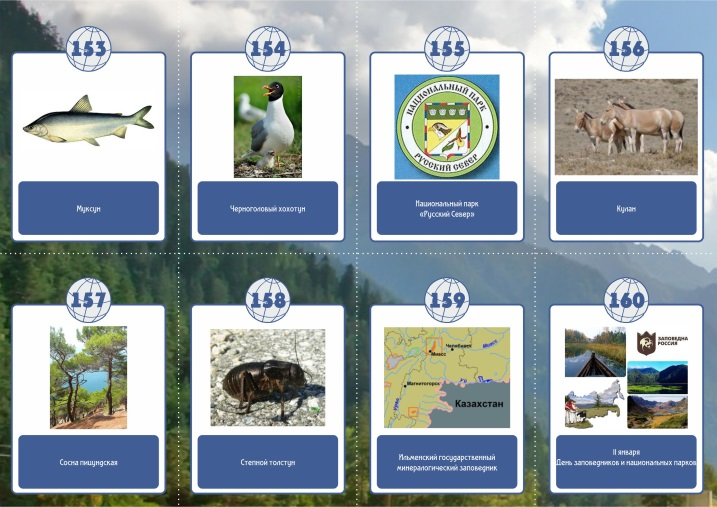 153
154
155
156
НАЦИОНАЛЬНЫЙ ПАРК
РУССКИЙ СЕВЕР
Муксун
Черноголовый хохотун
Национальный парк
«Русский Север»
Кулан
157
158
159
160
Челябинск
Миасс
Магнитогорск
Казахстан
ЗАПОВЕДНАЯ
РОССИЯ
Сосна пицундская
Степной толстун
Ильменский государственный
минералогический заповедник
11 января
День заповедников и национальных парков